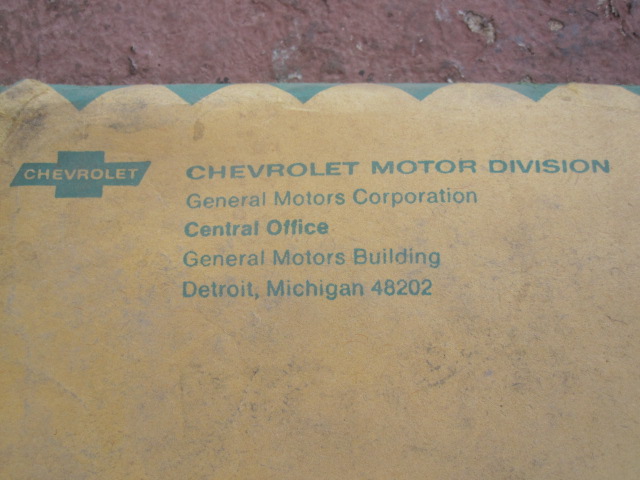 CHEVROLET
CHEVROLET MOTOR DIVISION
General Motors Corporation
Central Office
General Motors Building
Detroit, Michigan 48202